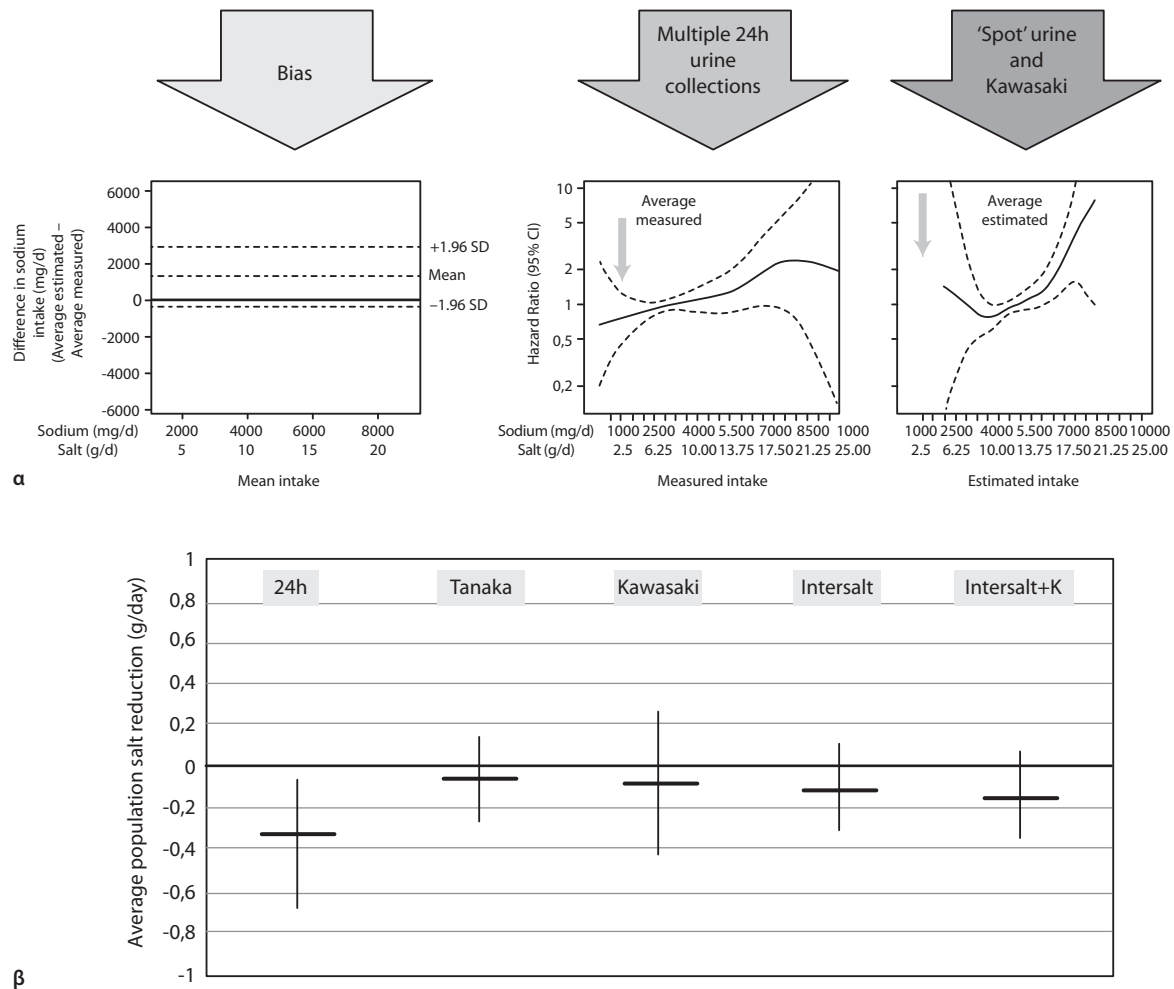 Bias
Multiple 24h
urine
collections
‘Spot’ urine
and
Kawasaki
Difference in sodium
intake (mg/d)
(Average estimated –
Average measured)
6000
4000
2000
0
-2000
-4000
-6000
+1.96 SD
Mean
–1.96 SD
Sodium (mg/d) 2000 4000 6000 8000
Salt (g/d) 5 10 15 20
Mean intake
Hazard Ratio (95% CI)
10
5
2
1
0,5
0,2
Average
measured
Sodium (mg/d) 1000 2500 4000 5.500 7000 8500 1000
Salt (g/d) 2.5 6.25 10.00 13.75 17.50 21.25 25.00
Measured intake
Average
estimated
1000 2500 4000 5.500 7000 8500 10000
2.5 6.25 10.00 13.75 17.50 21.25 25.00
Estimated intake
α
Average population salt reduction (g/day)
1
0,8
0,6
0,4
0,2
0
-0,2
-0,4
-0,6
-0,8
-1
24h
Tanaka
Kawasaki
Intersalt
Intersalt+K
β